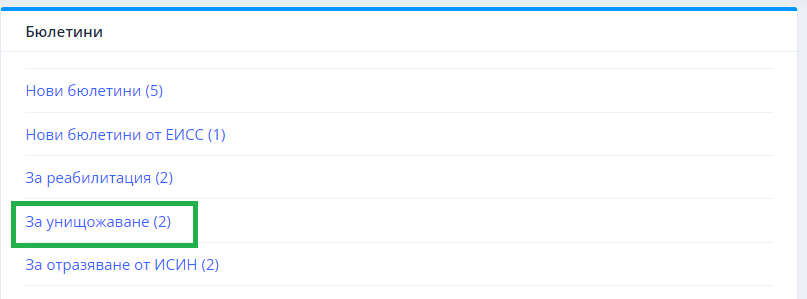 Бюлетини
Нови бюлетини (5)
Нови бюлетини от ЕИСС (1)
За реабилитация (2)
За унищожаване (2)
За отразяване от ИСИН (2)